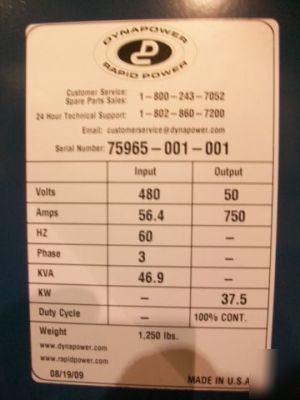 DYNAPOWER
RAPID POWER
Customer Service: 1-800-243-7052
Spare Parts Sales:
24 Hour Technical Support: 1-802-860-7200
Email: customerservice@dynapower.com
Serial Number: 75965-001-001
Input Output
Volts 480 50
Amps 56.4 750
HZ 60 –
Phase 3 –
KVA 46.9 –
KW – 37.5
Duty Cycle – 100% CONT.
Weight 1,250 lbs.
www.dynapower.com
www.rapidpower.com
08/19/09 MADE IN U.S.A.